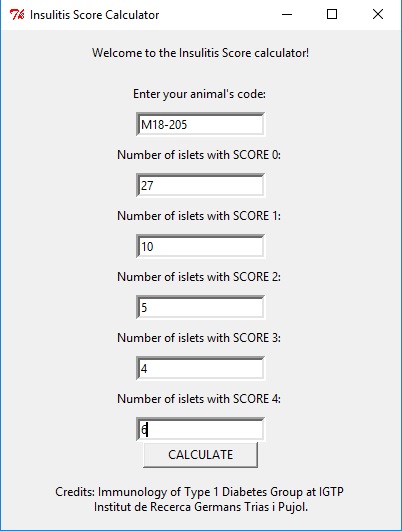 Insulitis Score Calculator
Welcome to the Insulitis Score calculator!
Enter your animal's code:
M18-205
Number of islets with SCORE 0:
27
Number of islets with SCORE 1:
10
Number of islets with SCORE 2:
5
Number of islets with SCORE 3:
4
Number of islets with SCORE 4:
6
CALCULATE
Credits: Immunology of Type 1 Diabetes Group at IGTP
Institut de Recerca Germans Trias i Pujol.